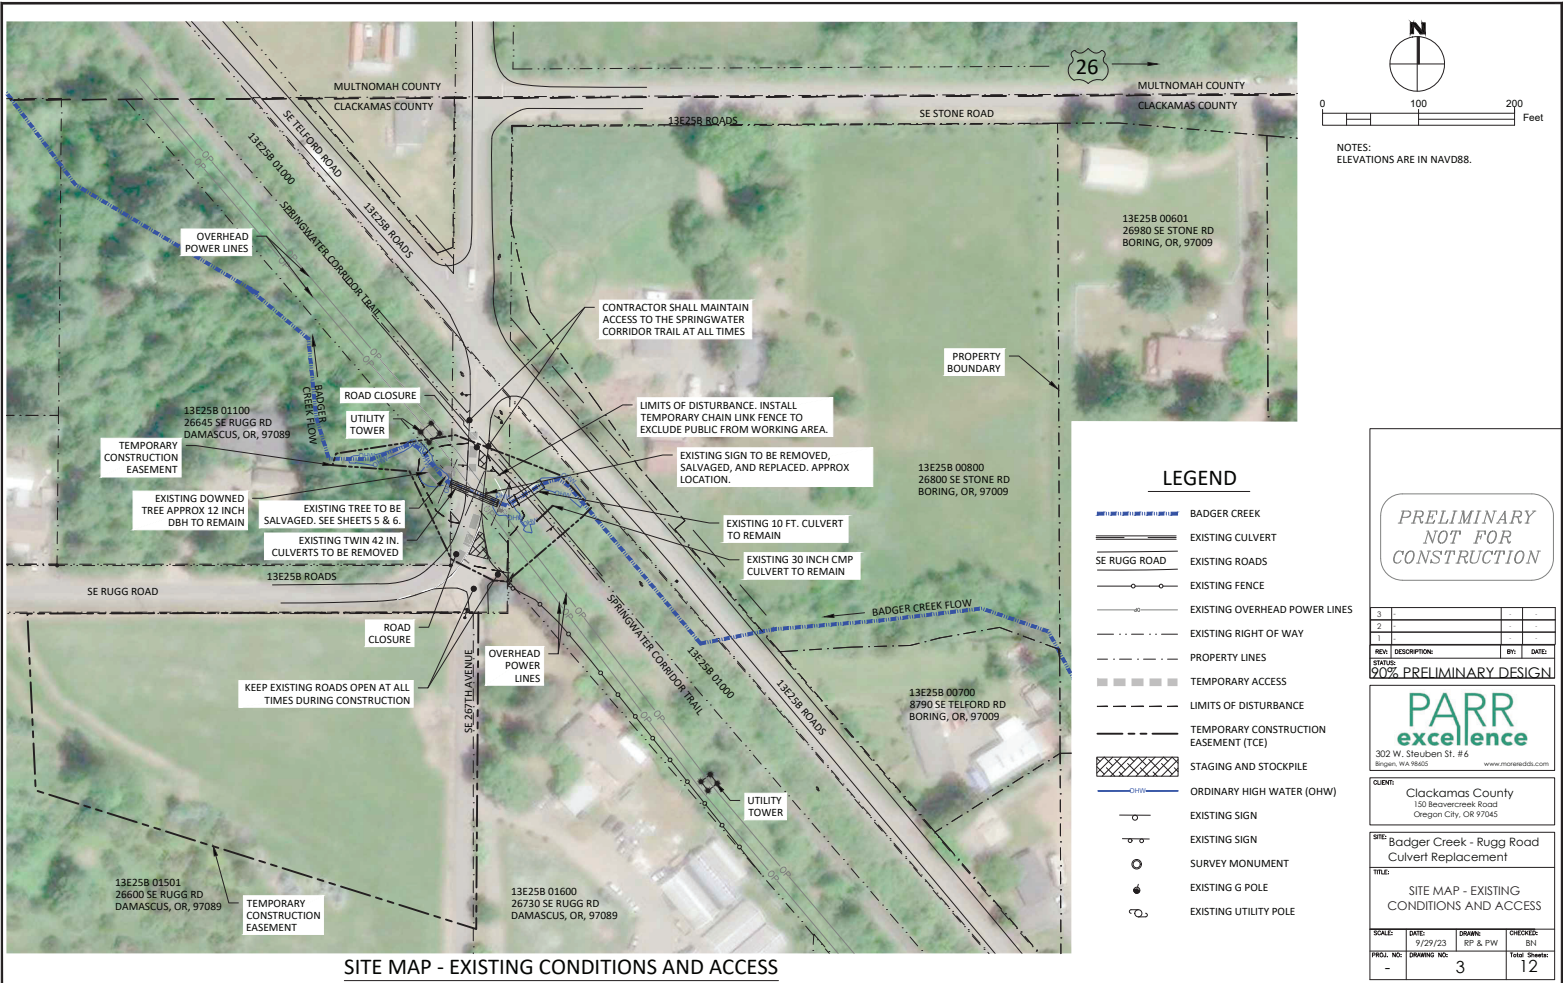 MULTNOMAH COUNTY
CLACKAMAS COUNTY
26
MULTNOMAH COUNTY
CLACKAMAS COUNTY
13E25B ROADS
SE STONE ROAD
SE TELFORD ROAD
13E25B 01000
13E25B ROADS
SPRINGWATER CORRIDOR TRAIL
OVERHEAD
POWER LINES
OP
OP
OP
OP
13E25B 00601
26980 SE STONE RD
BORING, OR, 97009
CONTRACTOR SHALL MAINTAIN
ACCESS TO THE SPRINGWATER
CORRIDOR TRAIL AT ALL TIMES
PROPERTY
BOUNDARY
ROAD CLOSURE
BADGER
CREEK FLOW
13E25B 01100
26645 SE RUGG RD
DAMASCUS, OR, 97089
UTILITY
TOWER
LIMITS OF DISTURBANCE. INSTALL
TEMPORARY CHAIN LINK FENCE TO
EXCLUDE PUBLIC FROM WORKING AREA.
TEMPORARY
CONSTRUCTION
EASEMENT
EXISTING SIGN TO BE REMOVED,
SALVAGED, AND REPLACED. APPROX
LOCATION.
13E25B 00800
26800 SE STONE RD
BORING, OR, 97009
EXISTING DOWNED
TREE APPROX 12 INCH
DBH TO REMAIN
EXISTING TREE TO BE
SALVAGED. SEE SHEETS 5 & 6.
EXISTING TWIN 42 IN.
CULVERTS TO BE REMOVED
EXISTING 10 FT. CULVERT
TO REMAIN
EXISTING 30 INCH CMP
CULVERT TO REMAIN
13E25B ROADS
SE RUGG ROAD
BADGER CREEK FLOW
ROAD
CLOSURE
OVERHEAD
POWER
LINES
SPRINGWATER CORRIDOR TRAIL
13E25B 01000
13E25B ROADS
KEEP EXISTING ROADS OPEN AT ALL
TIMES DURING CONSTRUCTION
SE 267TH AVENUE
13E25B 00700
8790 SE TELFORD RD
BORING, OR, 97009
UTILITY
TOWER
13E25B 01501
26600 SE RUGG RD
DAMASCUS, OR, 97089
TEMPORARY
CONSTRUCTION
EASEMENT
13E25B 01600
26730 SE RUGG RD
DAMASCUS, OR, 97089
SITE MAP - EXISTING CONDITIONS AND ACCESS
N
0 100 200
Feet
NOTES:
ELEVATIONS ARE IN NAVD88.
LEGEND
BADGER CREEK
EXISTING CULVERT
SE RUGG ROAD EXISTING ROADS
EXISTING FENCE
EXISTING OVERHEAD POWER LINES
EXISTING RIGHT OF WAY
PROPERTY LINES
TEMPORARY ACCESS
LIMITS OF DISTURBANCE
TEMPORARY CONSTRUCTION
EASEMENT (TCE)
STAGING AND STOCKPILE
OHW ORDINARY HIGH WATER (OHW)
EXISTING SIGN
EXISTING SIGN
SURVEY MONUMENT
EXISTING G POLE
EXISTING UTILITY POLE
PRELIMINARY
NOT FOR
CONSTRUCTION
3 - - -
2 - - -
1 - - -
REV: DESCRIPTION: BY: DATE:
STATUS:
90% PRELIMINARY DESIGN
PARR
excellence
302 W. Steuben St. #6
Bingen, WA 98605 www.moreredds.com
CLIENT:
Clackamas County
150 Beavercreek Road
Oregon City, OR 97045
SITE: Badger Creek - Rugg Road
Culvert Replacement
TITLE:
SITE MAP - EXISTING
CONDITIONS AND ACCESS
SCALE: DATE: DRAWN: CHECKED:
9/29/23 RP & PW BN
PROJ. NO: DRAWING NO: Total Sheets:
- 3 12